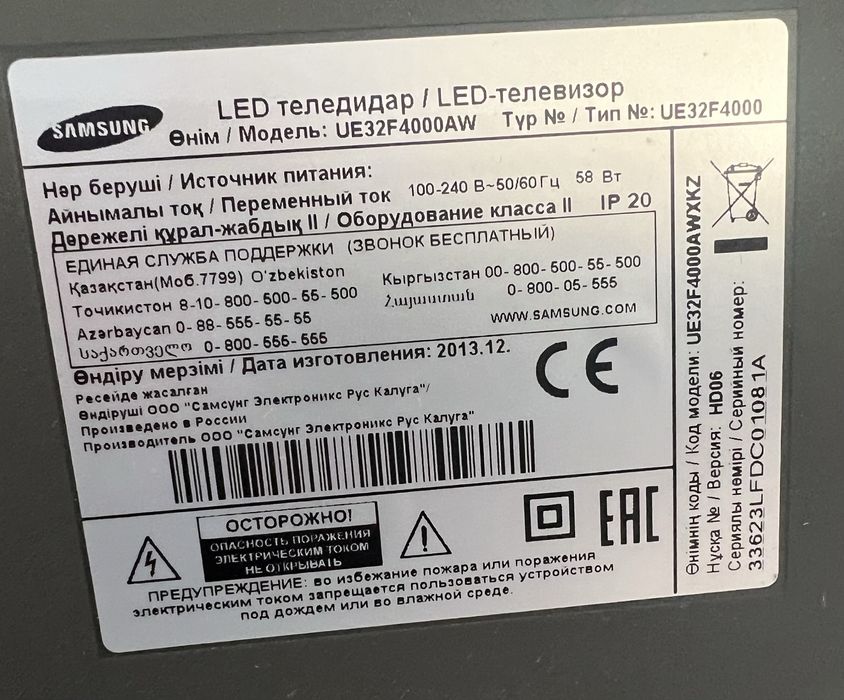 SAMSUNG
LED теледидар / LED-телевизор
Өнім / Модель: UE32F4000AW Түр № / Тип №: UE32F4000
Нәр беруші / Источник питания:
Айнымалы тоқ / Переменный ток 100-240 В~50/60 Гц 58 Вт
Дәрежелі құрал-жабдық II / Оборудование класса II IP 20
ЕДИНАЯ СЛУЖБА ПОДДЕРЖКИ (ЗВОНОК БЕСПЛАТНЫЙ)
Қазақстан(Моб.7799) O'zbekiston
Точикистон 8-10-800-500-55-500
Кыргызстан 00-800-500-55-500
Azərbaycan 0-88-555-55-55
Հայաստան 0-800-05-555
საქართველო 0-800-555-555
WWW.SAMSUNG.COM
Өндіру мерзімі / Дата изготовления: 2013.12.
Ресейде жасалған
Өндіруші ООО "Самсунг Электроникс Рус Калуга"/
Произведено в России
Производитель ООО "Самсунг Электроникс Рус Калуга"
CE
ОСТОРОЖНО!
ОПАСНОСТЬ ПОРАЖЕНИЯ
ЭЛЕКТРИЧЕСКИМ ТОКОМ
НЕ ОТКРЫВАТЬ
EAC
ПРЕДУПРЕЖДЕНИЕ: во избежание пожара или поражения
электрическим током запрещается пользоваться устройством
под дождем или во влажной среде.
Өнімнің коды / Код модели: UE32F4000AWXKZ
Нұсқа № / Версия: HD06
Сериялы нөмірі / Серийный номер:
33623LFDC01081A